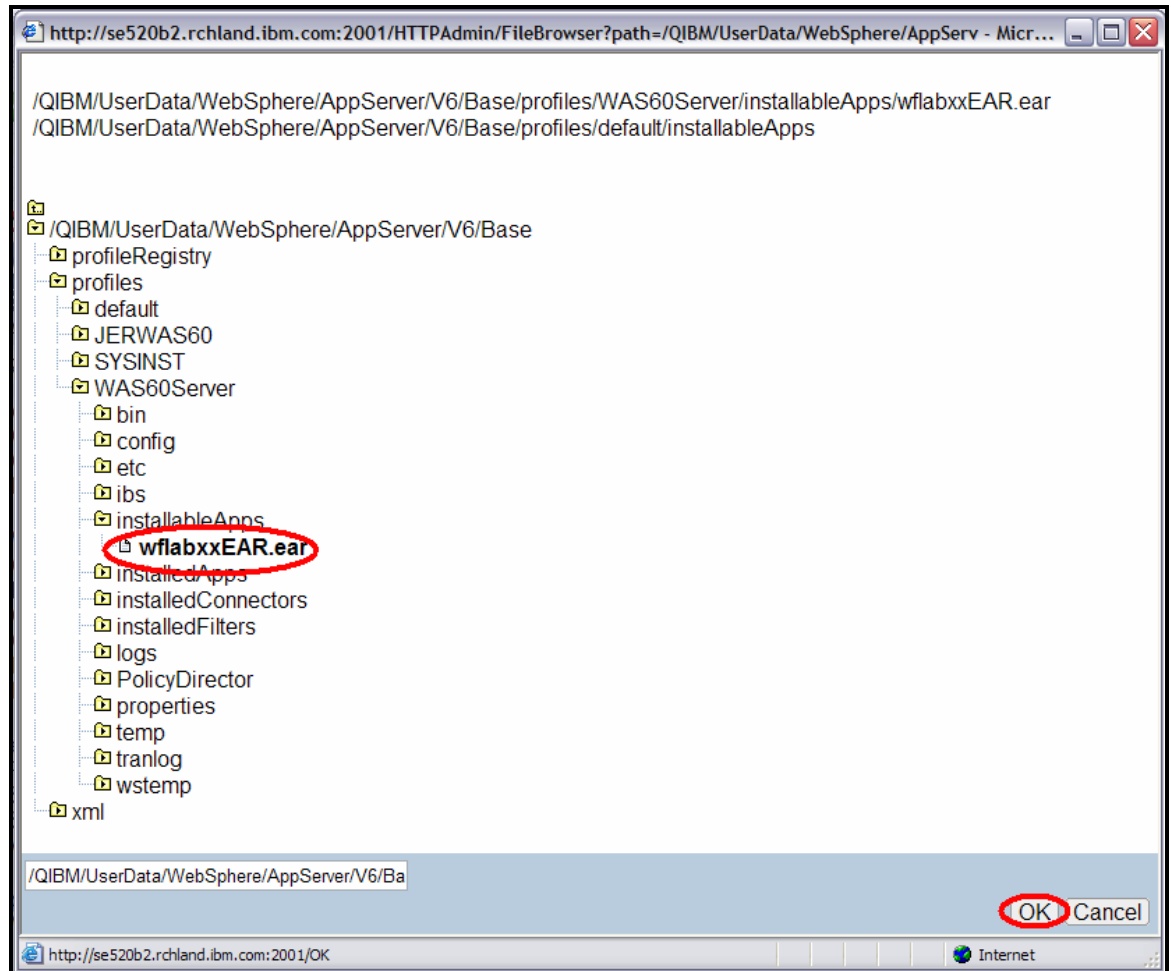 http://se520b2.rchland.ibm.com:2001/HTTPAdmin/FileBrowser?path=/QIBM/UserData/WebSphere/AppServ - Micr...
/QIBM/UserData/WebSphere/AppServer/V6/Base/profiles/WAS60Server/installableApps/wflabxxEAR.ear
/QIBM/UserData/WebSphere/AppServer/V6/Base/profiles/default/installableApps
/QIBM/UserData/WebSphere/AppServer/V6/Base
profileRegistry
profiles
default
JERWAS60
SYSINST
WAS60Server
bin
config
etc
ibs
installableApps
wflabxxEAR.ear
installedApps
installedConnectors
installedFilters
logs
PolicyDirector
properties
temp
tranlog
wstemp
xml
/QIBM/UserData/WebSphere/AppServer/V6/Ba
OK Cancel
http://se520b2.rchland.ibm.com:2001/OK Internet